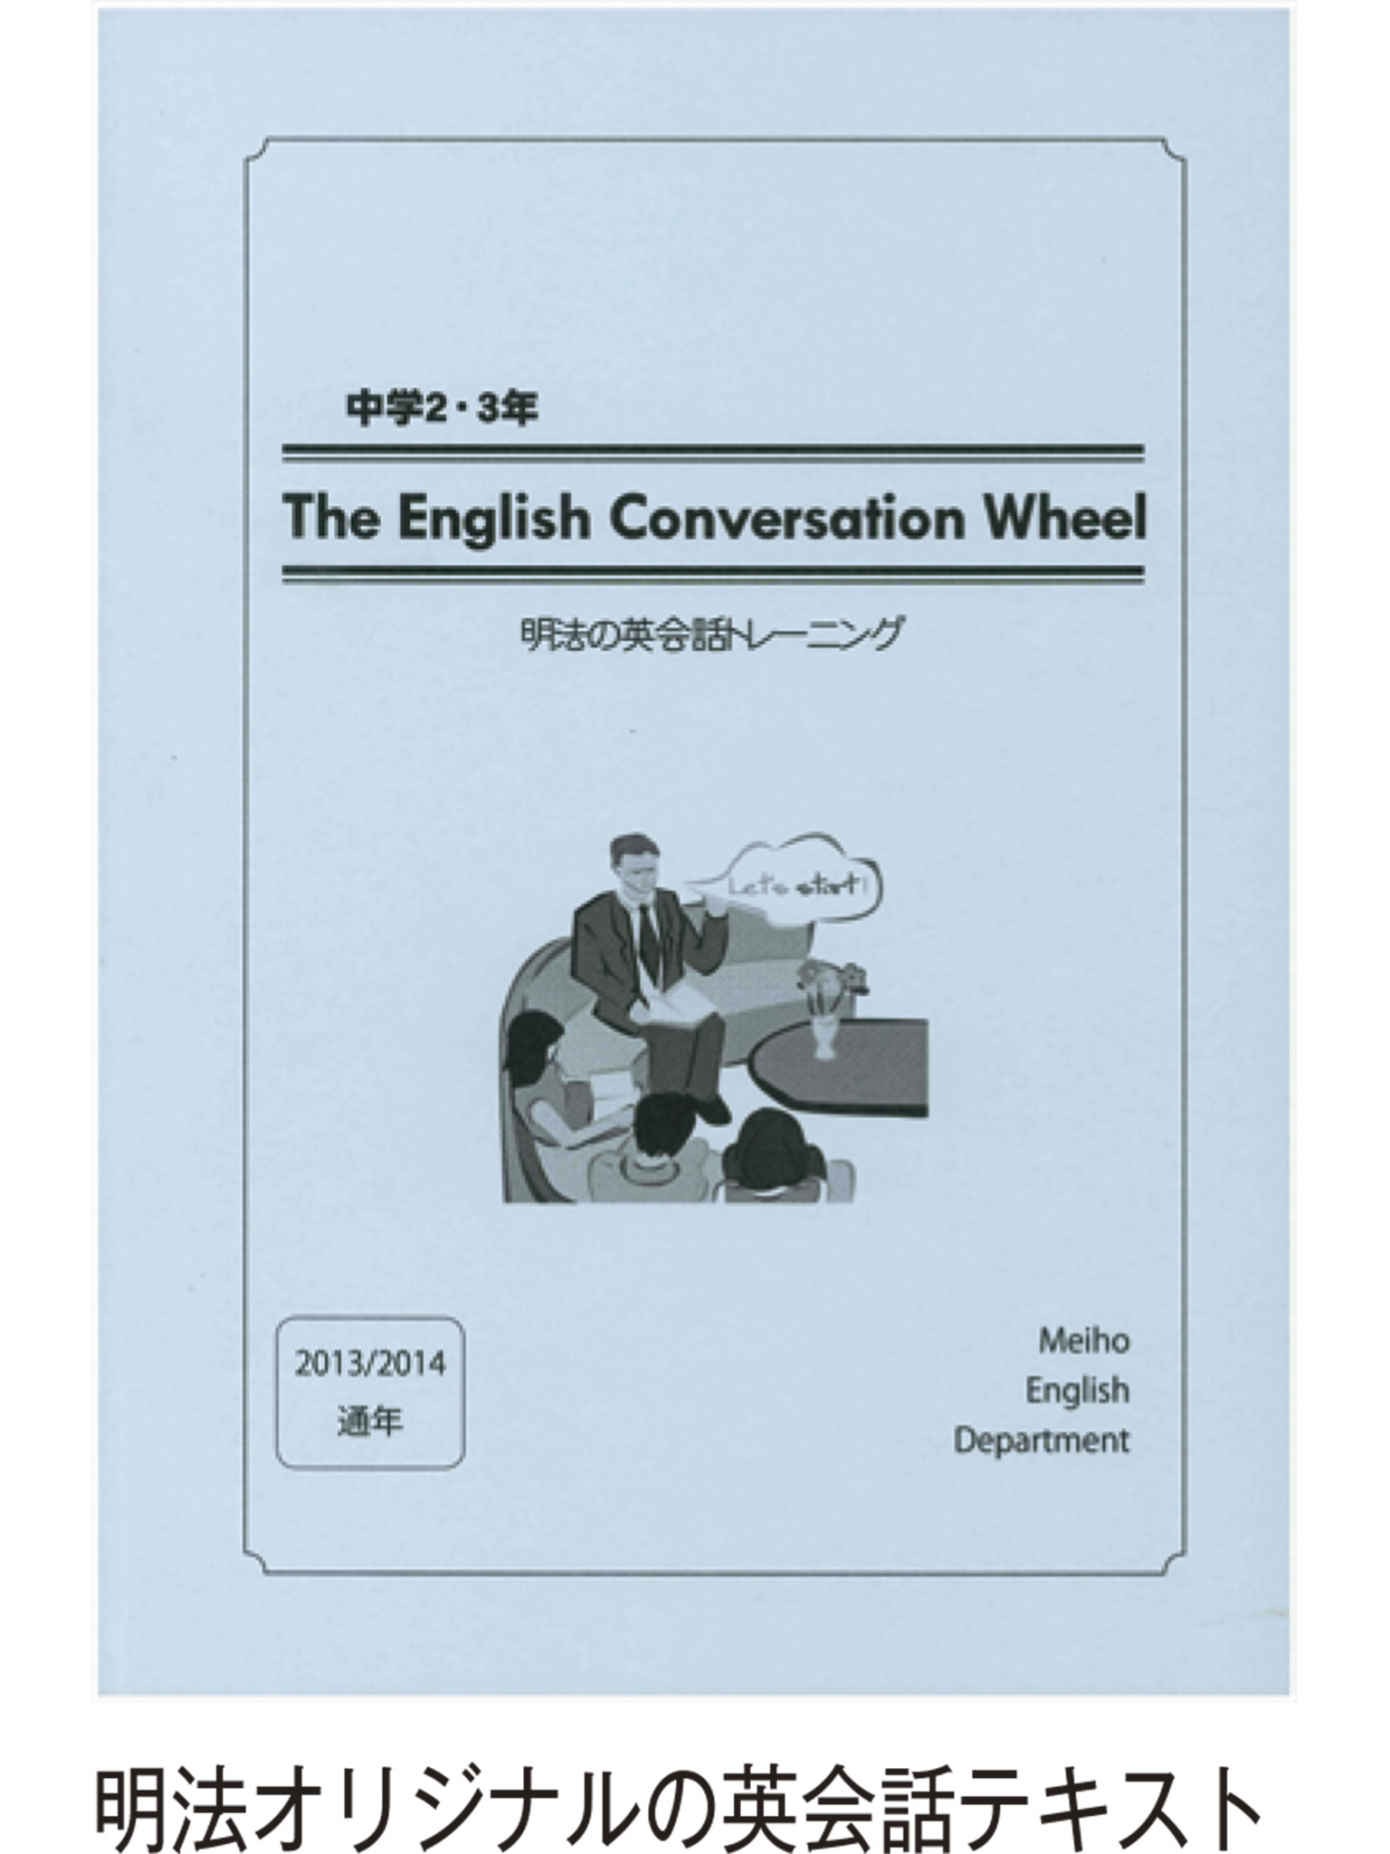 中学2・3年
The English Conversation Wheel
明法の英会話トレーニング
Let's start!
2013/2014
通年
Meiho
English
Department
明法オリジナルの英会話テキスト